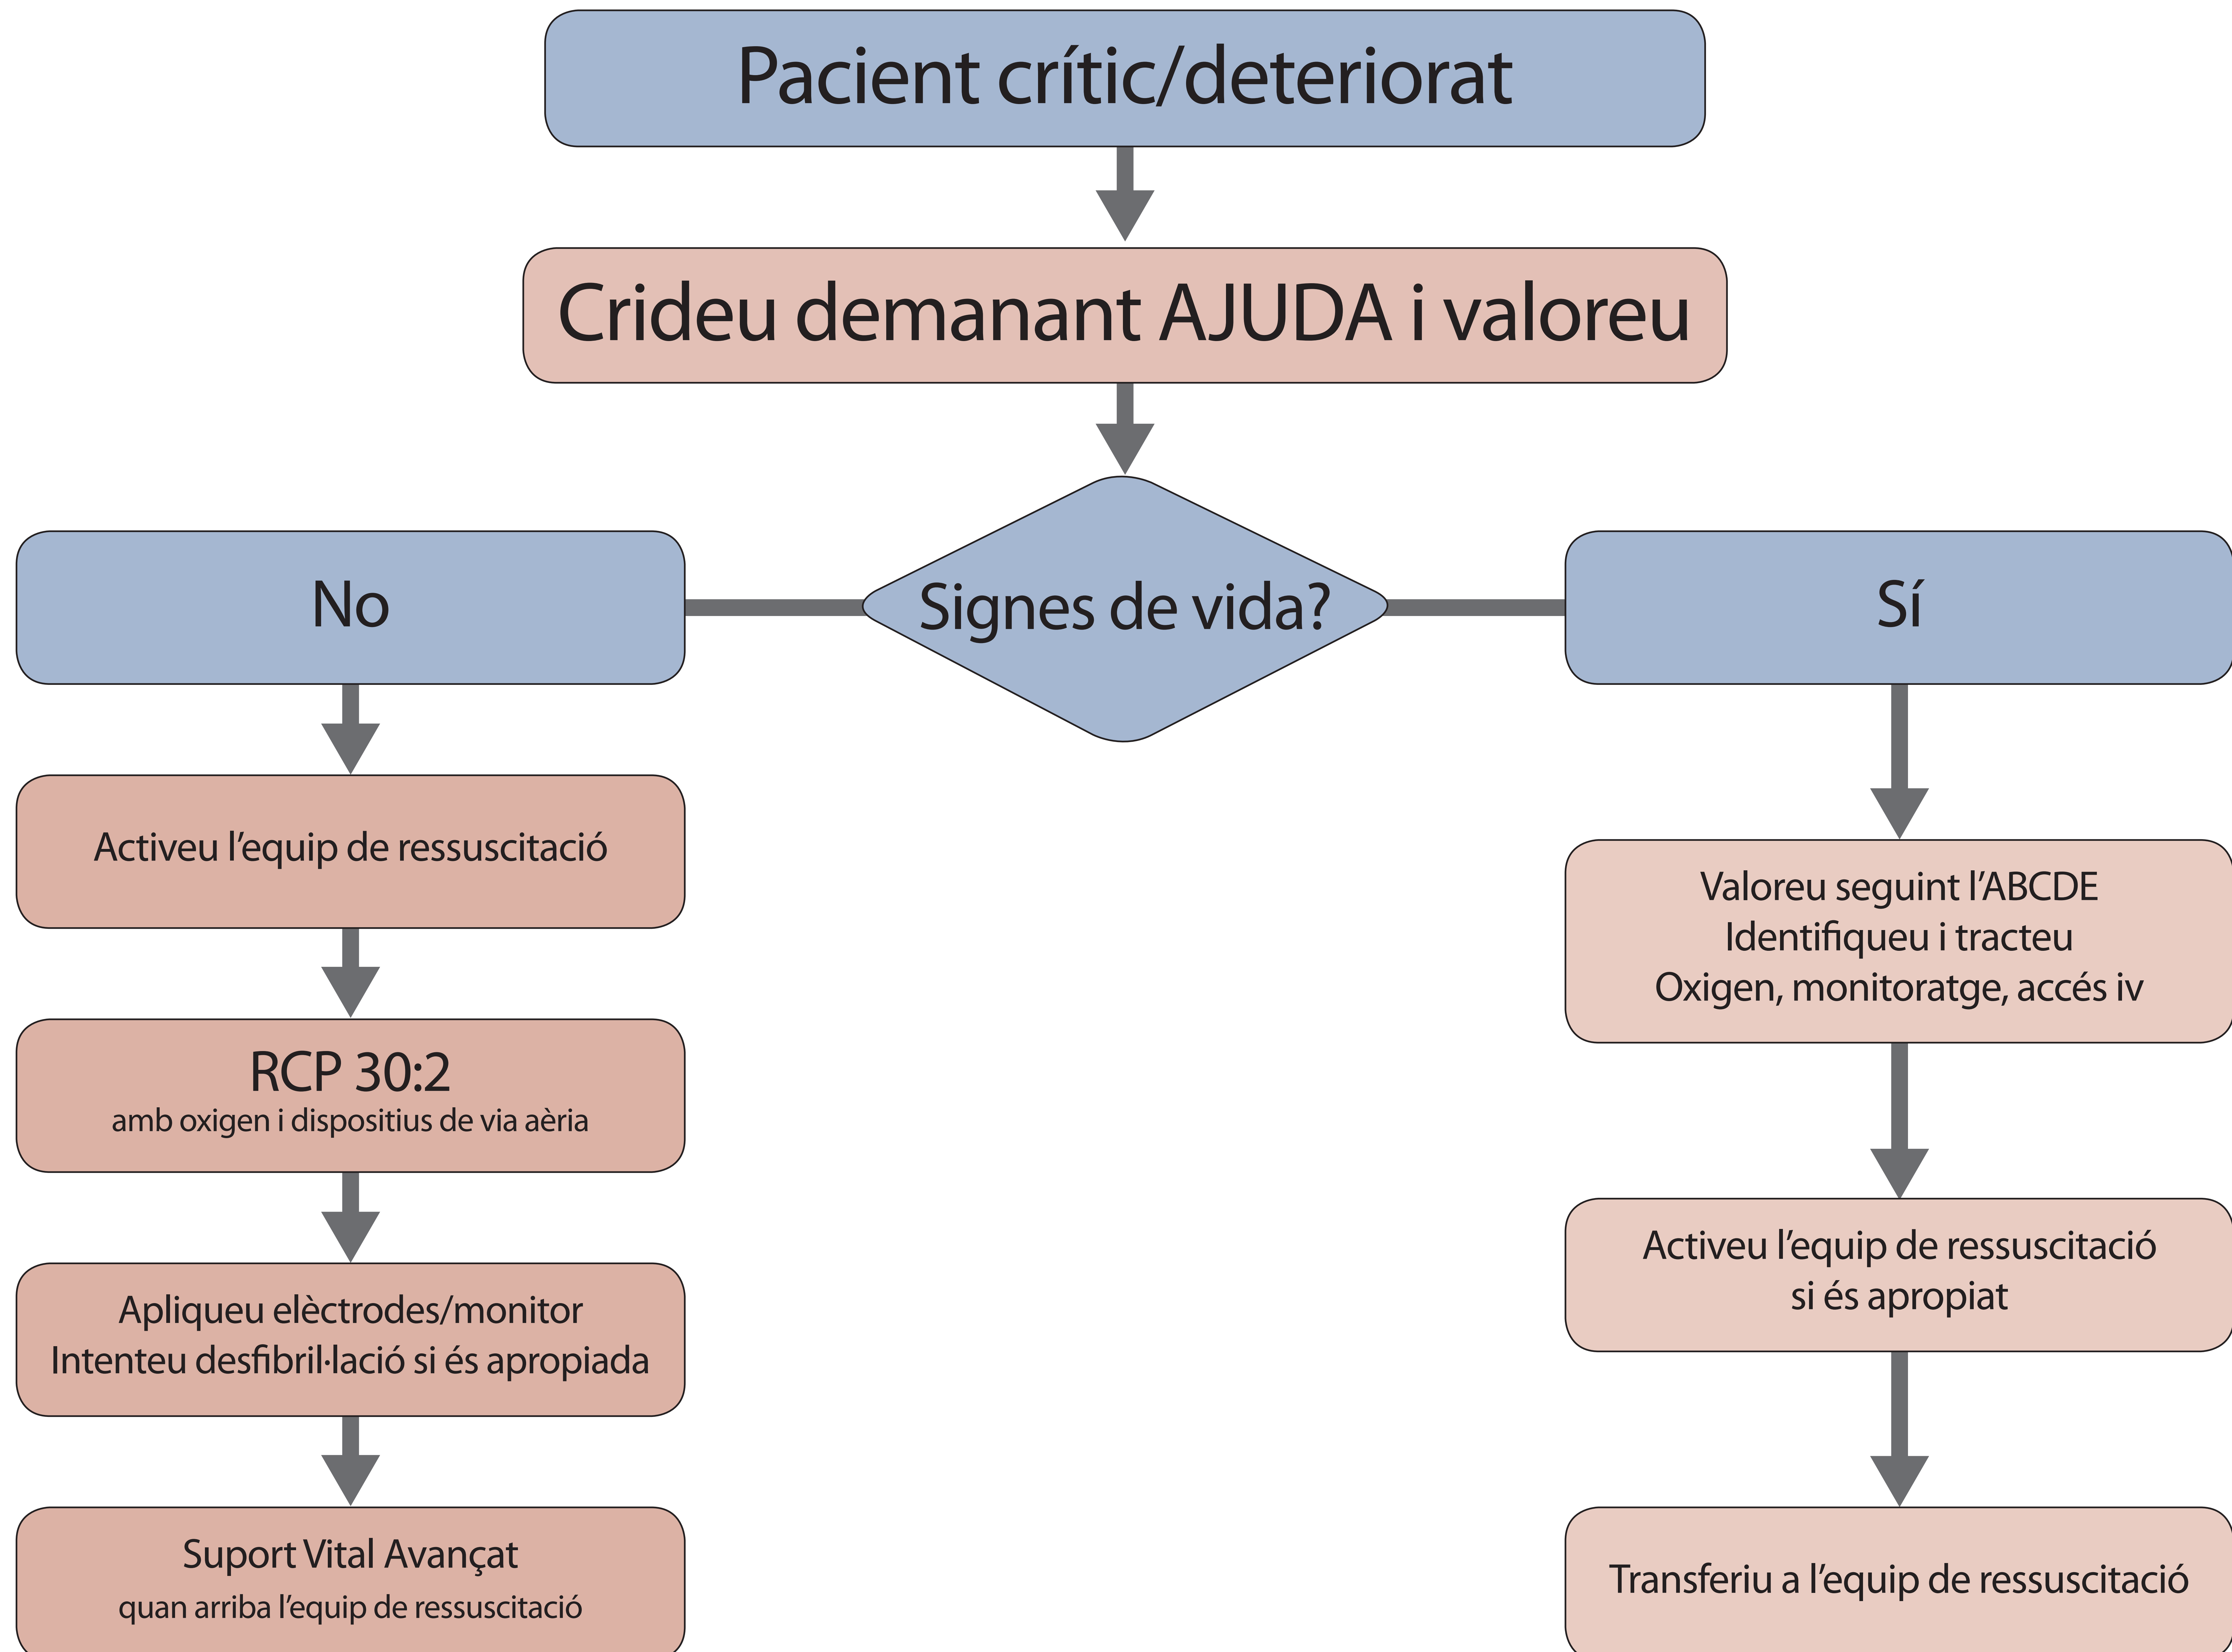 Pacient crític/deteriorat
Crideu demanant AJUDA i valoreu
Signes de vida?
No
Activeu l’equip de ressuscitació
RCP 30:2
amb oxigen i dispositius de via aèria
Apliqueu elèctrodes/monitor
Intenteu desfibril·lació si és apropiada
Suport Vital Avançat
quan arriba l’equip de ressuscitació
Sí
Valoreu seguint l’ABCDE
Identifiqueu i tracteu
Oxigen, monitoratge, accés iv
Activeu l’equip de ressuscitació
si és apropiat
Transferiu a l’equip de ressuscitació